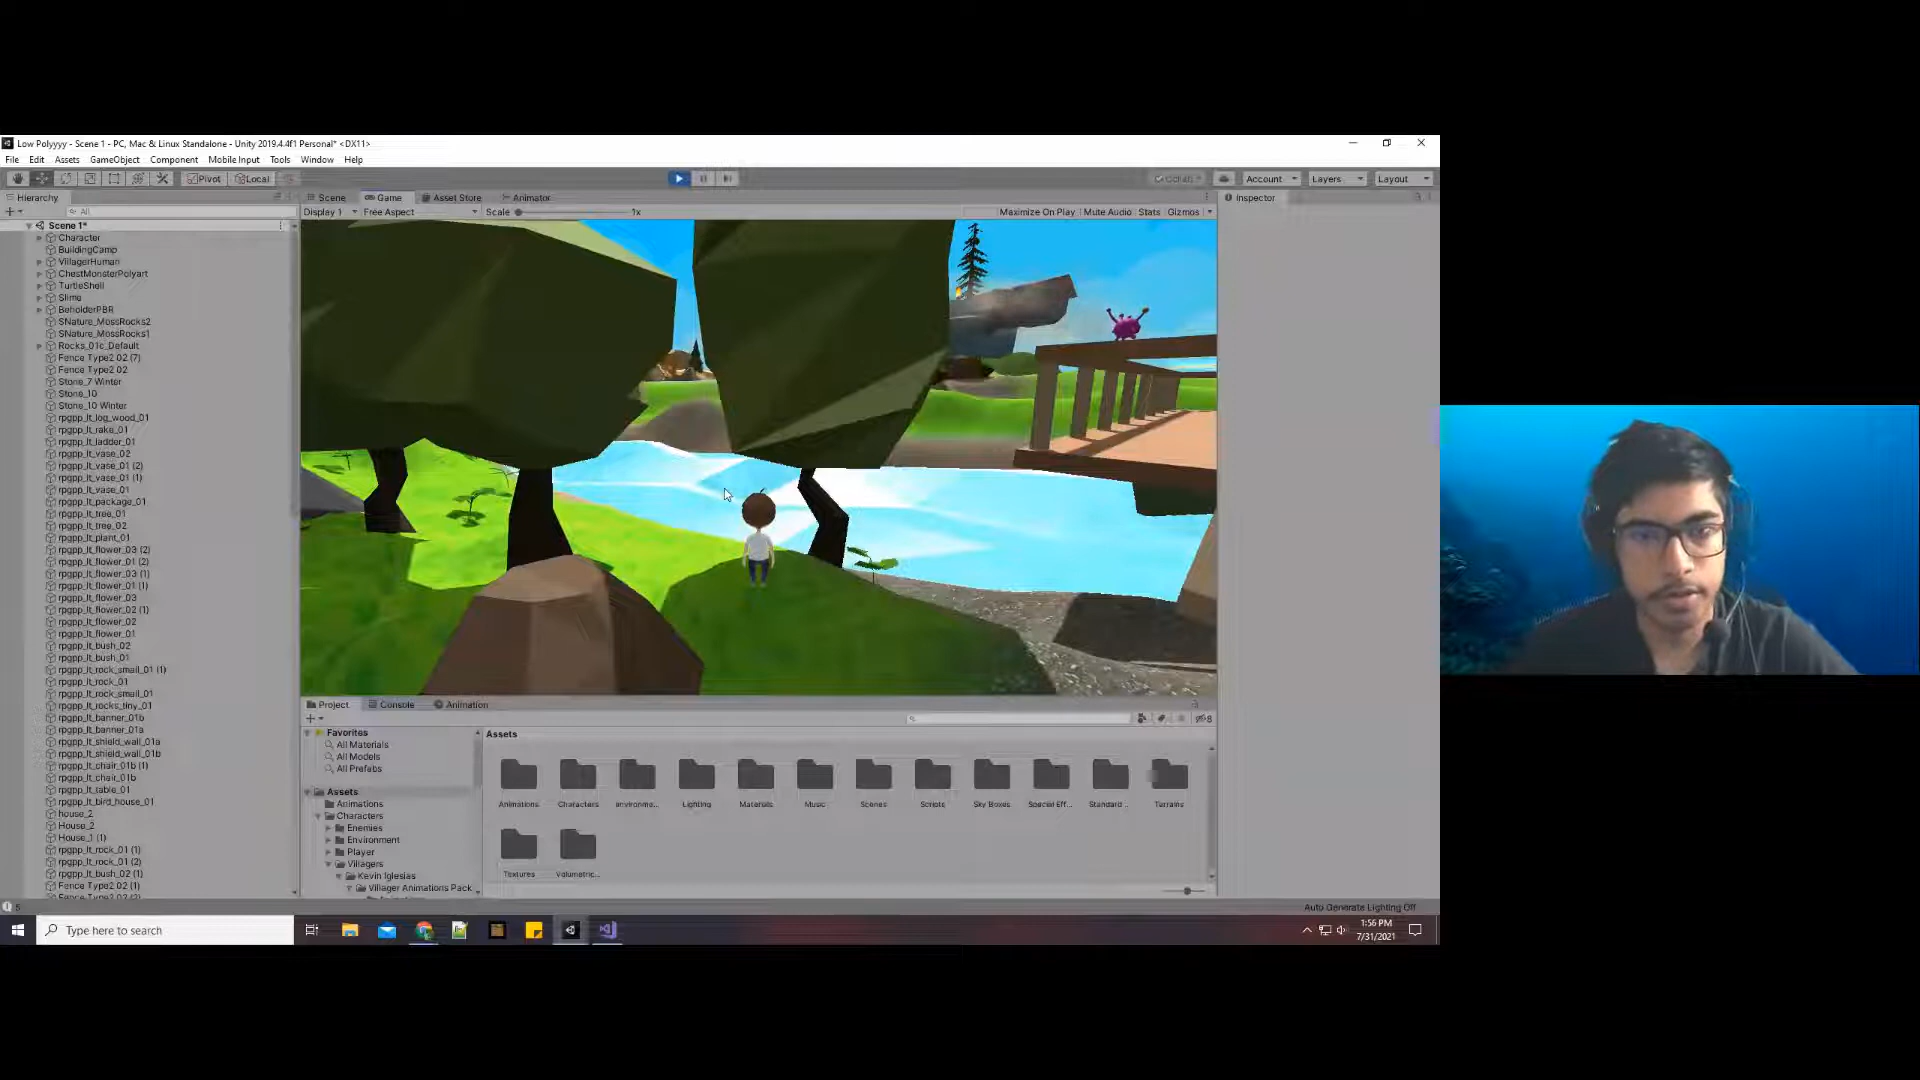 Low Polyyyy - Scene 1 - PC, Mac & Linux Standalone - Unity 2019.4.4f1 Personal* <DX11>
File Edit Assets GameObject Component Mobile Input Tools Window Help
Pivot Local Collab Account Layers Layout
Hierarchy
All
Scene Game Asset Store Animator
Display 1 Free Aspect Scale 1x Maximize On Play Mute Audio Stats Gizmos
Inspector
Scene 1*
Character
BuildingCamp
VillagerHuman
ChestMonsterPolyart
TurtleShell
Slime
BeholderPBR
SNature_MossRocks2
SNature_MossRocks1
Rocks_01c_Default
Fence Type2 02 (7)
Fence Type2 02
Stone_7 Winter
Stone_10
Stone_10 Winter
rpgpp_lt_log_wood_01
rpgpp_lt_rake_01
rpgpp_lt_ladder_01
rpgpp_lt_vase_02
rpgpp_lt_vase_01 (2)
rpgpp_lt_vase_01 (1)
rpgpp_lt_vase_01
rpgpp_lt_package_01
rpgpp_lt_tree_01
rpgpp_lt_tree_02
rpgpp_lt_plant_01
rpgpp_lt_flower_03 (2)
rpgpp_lt_flower_01 (2)
rpgpp_lt_flower_03 (1)
rpgpp_lt_flower_01 (1)
rpgpp_lt_flower_03
rpgpp_lt_flower_02 (1)
rpgpp_lt_flower_02
rpgpp_lt_flower_01
rpgpp_lt_bush_02
rpgpp_lt_bush_01
rpgpp_lt_rock_small_01 (1)
rpgpp_lt_rock_01
rpgpp_lt_rock_small_01
rpgpp_lt_rocks_tiny_01
rpgpp_lt_banner_01b
rpgpp_lt_banner_01a
rpgpp_lt_shield_wall_01a
rpgpp_lt_shield_wall_01b
rpgpp_lt_chair_01b (1)
rpgpp_lt_chair_01b
rpgpp_lt_table_01
rpgpp_lt_bird_house_01
house_2
House_2
House_1 (1)
rpgpp_lt_rock_01 (1)
rpgpp_lt_rock_01 (2)
rpgpp_lt_bush_02 (1)
Fence Type2 02 (1)
Project Console Animation
8
Favorites
All Materials
All Models
All Prefabs
Assets
Animations
Characters
Enemies
Environment
Player
Villagers
Kevin Iglesias
Villager Animations Pack
Assets
Animations Characters environme... Lighting Materials Music Scenes Scripts Sky Boxes Special Eff... Standard ... Terrains
Textures Volumetric...
5
Auto Generate Lighting Off
Type here to search
1:56 PM
7/31/2021